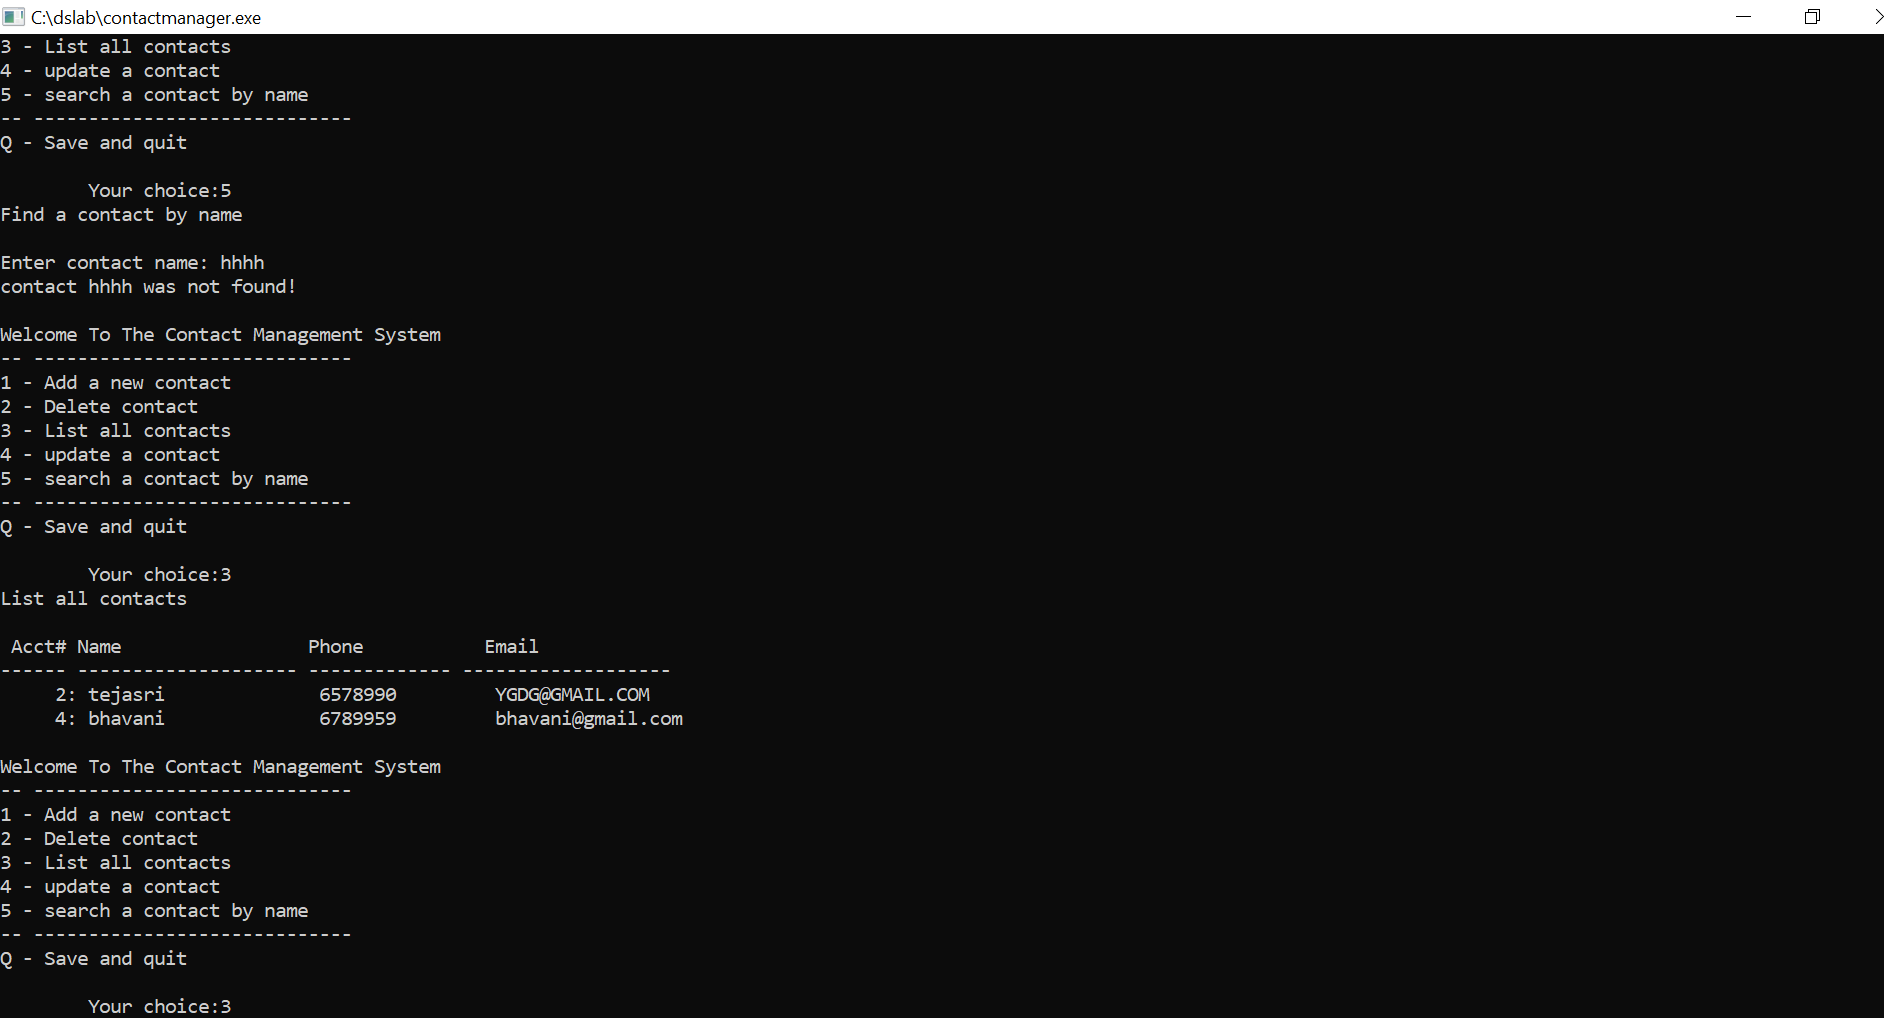 C:\dslab\contactmanager.exe
3 - List all contacts
4 - update a contact
5 - search a contact by name
-- -----------------------------
Q - Save and quit
Your choice:5
Find a contact by name
Enter contact name: hhhh
contact hhhh was not found!
Welcome To The Contact Management System
-- -----------------------------
1 - Add a new contact
2 - Delete contact
3 - List all contacts
4 - update a contact
5 - search a contact by name
-- -----------------------------
Q - Save and quit
Your choice:3
List all contacts
Acct# Name                 Phone           Email
------ -------------------- ------------- -------------------
2: tejasri              6578990         YGDG@GMAIL.COM
4: bhavani              6789959         bhavani@gmail.com
Welcome To The Contact Management System
-- -----------------------------
1 - Add a new contact
2 - Delete contact
3 - List all contacts
4 - update a contact
5 - search a contact by name
-- -----------------------------
Q - Save and quit
Your choice:3